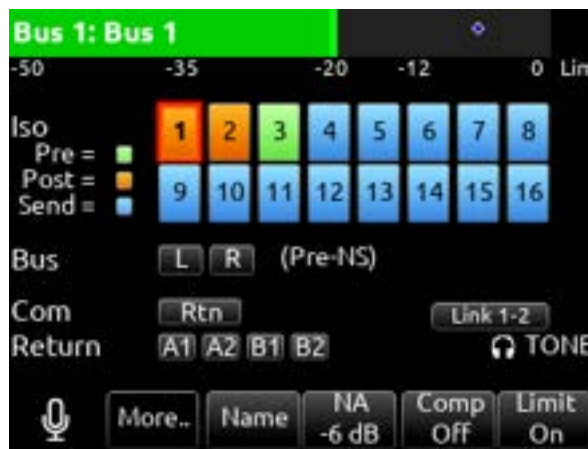 Bus 1: Bus 1
-50 -35 -20 -12 0 Lim
Iso 1 2 3 4 5 6 7 8
Pre =
Post =
Send = 9 10 11 12 13 14 15 16
Bus L R (Pre-NS)
Com Rtn Link 1-2
Return A1 A2 B1 B2 TONE
More.. Name NA -6 dB Comp Off Limit On